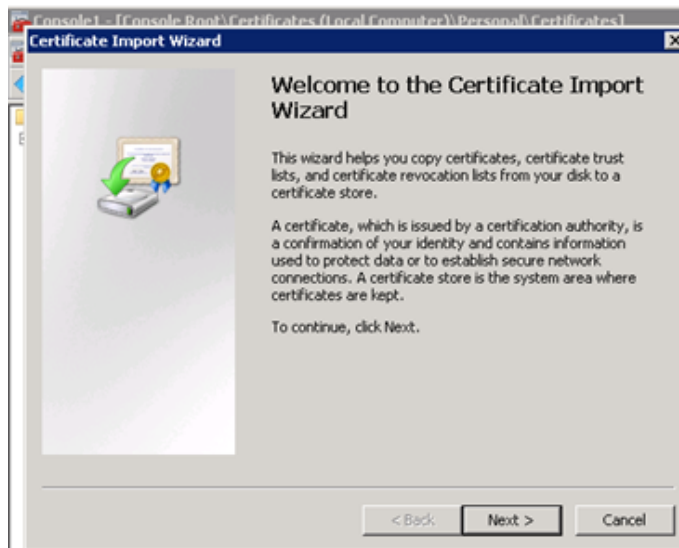 Console1 - [Console Root\Certificates (Local Computer)\Personal\Certificates]
Certificate Import Wizard
Welcome to the Certificate Import
Wizard
This wizard helps you copy certificates, certificate trust
lists, and certificate revocation lists from your disk to a
certificate store.
A certificate, which is issued by a certification authority, is
a confirmation of your identity and contains information
used to protect data or to establish secure network
connections. A certificate store is the system area where
certificates are kept.
To continue, click Next.
< Back Next > Cancel